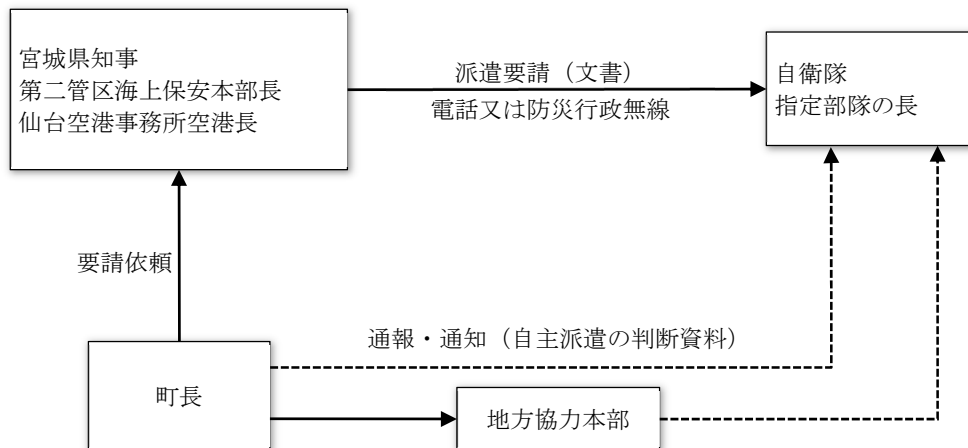 宮城県知事
第二管区海上保安本部長
仙台空港事務所空港長
派遣要請（文書）
電話又は防災行政無線
自衛隊
指定部隊の長
要請依頼
通報・通知（自主派遣の判断資料）
町長
地方協力本部